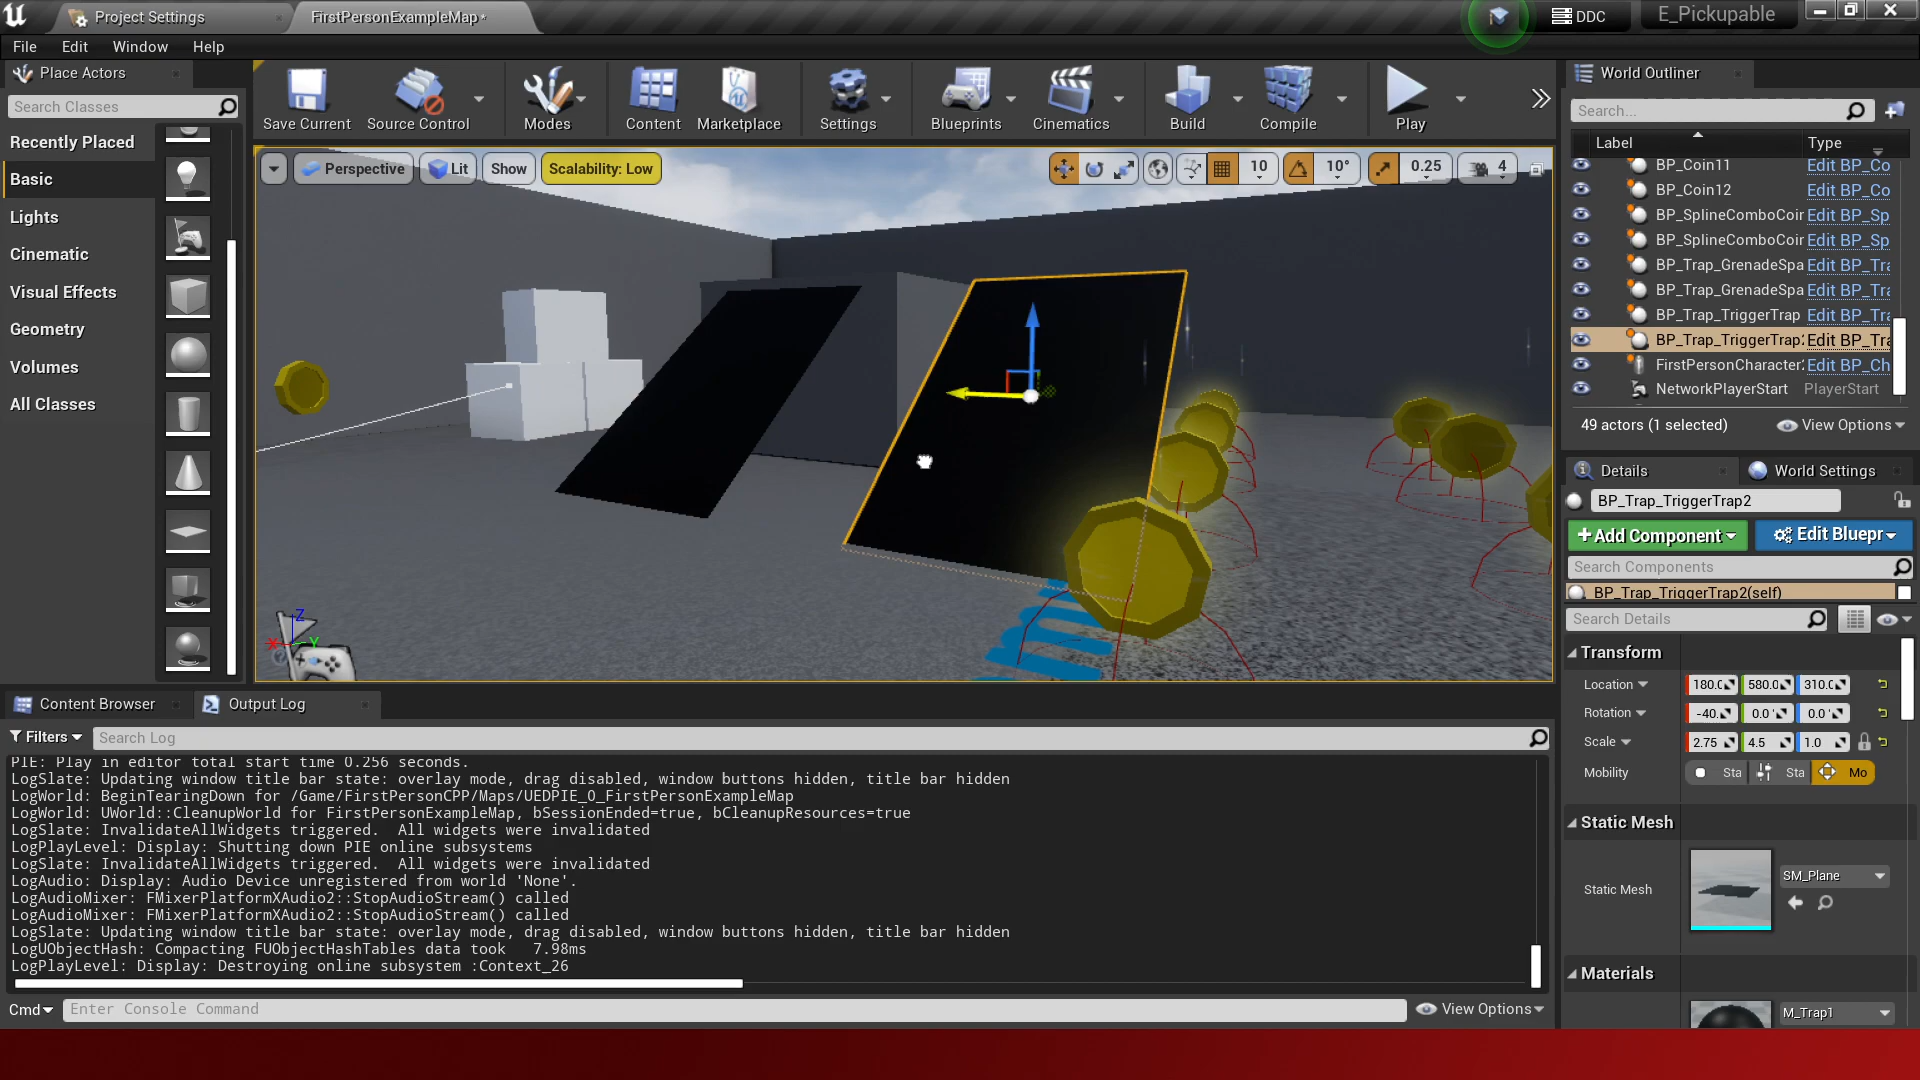 Project Settings
FirstPersonExampleMap*
DDC
E_Pickupable
File Edit Window Help
Place Actors
Search Classes
Recently Placed
Basic
Lights
Cinematic
Visual Effects
Geometry
Volumes
All Classes
Save Current
Source Control
Modes
Content
Marketplace
Settings
Blueprints
Cinematics
Build
Compile
Play
Perspective
Lit
Show
Scalability: Low
10
10°
0.25
4
X
Y
Z
World Outliner
Search...
Label Type
BP_Coin11 Edit BP_Co
BP_Coin12 Edit BP_Co
BP_SplineComboCoin Edit BP_Sp
BP_SplineComboCoin Edit BP_Sp
BP_Trap_GrenadeSpa Edit BP_Tra
BP_Trap_GrenadeSpa Edit BP_Tra
BP_Trap_TriggerTrap Edit BP_Tra
BP_Trap_TriggerTrap2 Edit BP_Tra
FirstPersonCharacter2 Edit BP_Ch
NetworkPlayerStart PlayerStart
49 actors (1 selected)
View Options
Details
World Settings
BP_Trap_TriggerTrap2
+Add Component
Edit Bluepr
Search Components
BP_Trap_TriggerTrap2(self)
Search Details
Transform
Location 180.0 580.0 310.0
Rotation -40. 0.0 0.0
Scale 2.75 4.5 1.0
Mobility Sta Sta Mo
Static Mesh
Static Mesh
SM_Plane
Materials
M_Trap1
Content Browser
Output Log
Filters
Search Log
PIE: Play in editor total start time 0.256 seconds.
LogSlate: Updating window title bar state: overlay mode, drag disabled, window buttons hidden, title bar hidden
LogWorld: BeginTearingDown for /Game/FirstPersonCPP/Maps/UEDPIE_0_FirstPersonExampleMap
LogWorld: UWorld::CleanupWorld for FirstPersonExampleMap, bSessionEnded=true, bCleanupResources=true
LogSlate: InvalidateAllWidgets triggered.  All widgets were invalidated
LogPlayLevel: Display: Shutting down PIE online subsystems
LogSlate: InvalidateAllWidgets triggered.  All widgets were invalidated
LogAudio: Display: Audio Device unregistered from world 'None'.
LogAudioMixer: FMixerPlatformXAudio2::StopAudioStream() called
LogAudioMixer: FMixerPlatformXAudio2::StopAudioStream() called
LogSlate: Updating window title bar state: overlay mode, drag disabled, window buttons hidden, title bar hidden
LogUObjectHash: Compacting FUObjectHashTables data took   7.98ms
LogPlayLevel: Display: Destroying online subsystem :Context_26
Cmd
Enter Console Command
View Options